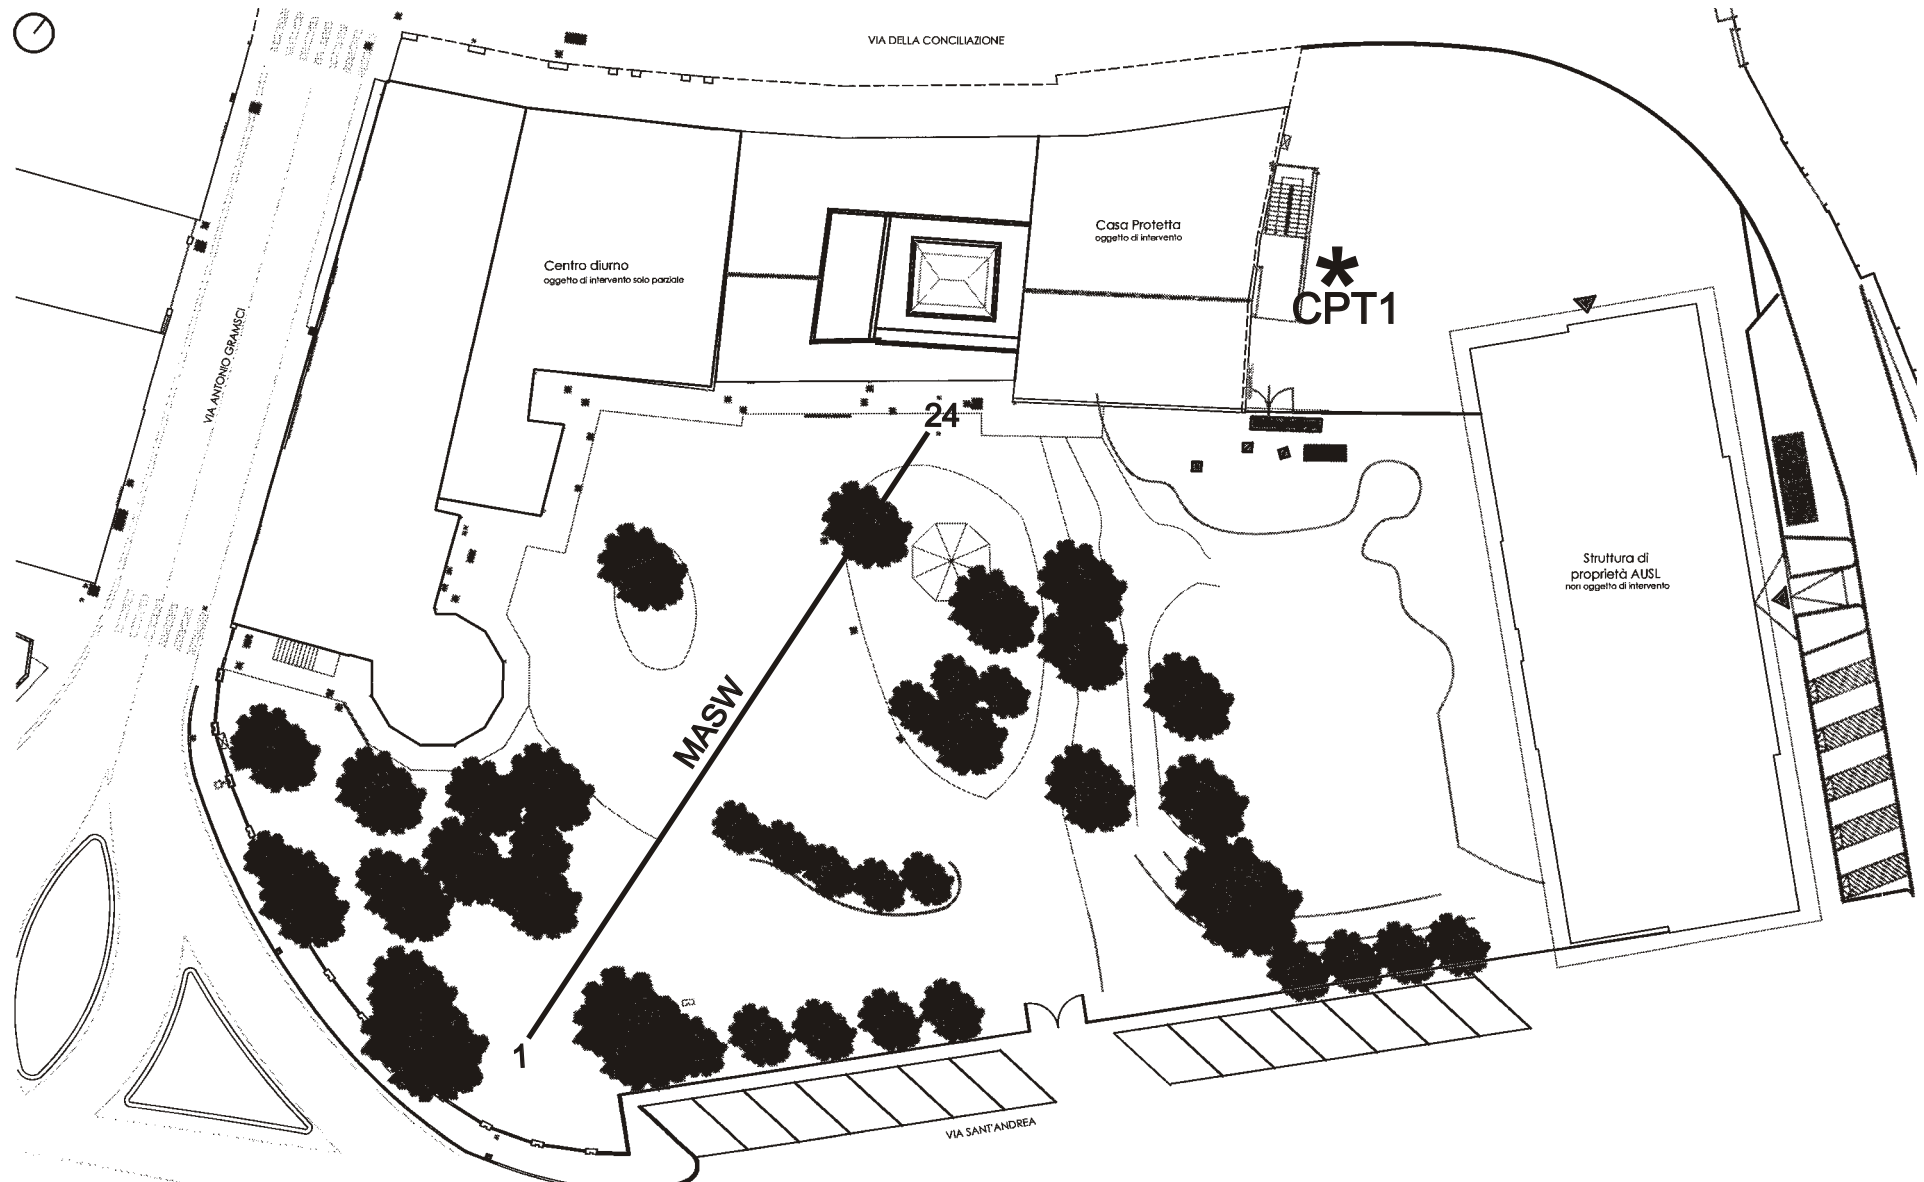 VIA DELLA CONCILIAZIONE
Casa Protetta
oggetto di intervento
Centro diurno
oggetto di intervento solo parziale
CPT1
VIA ANTONIO GRAMSCI
24
Struttura di
proprietà AUSL
non oggetto di intervento
MASW
1
VIA SANT'ANDREA